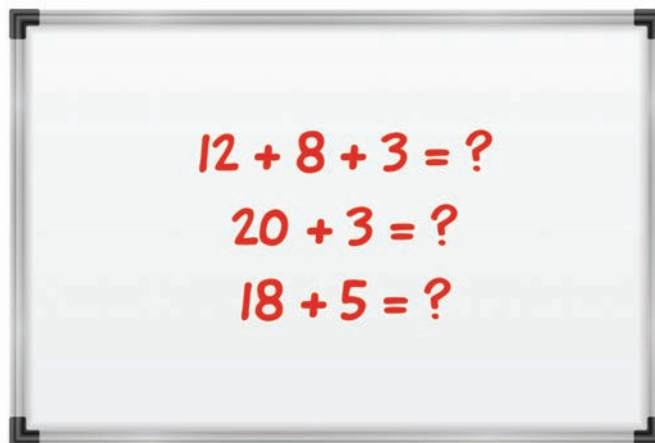 12 + 8 + 3 = ?
20 + 3 = ?
18 + 5 = ?